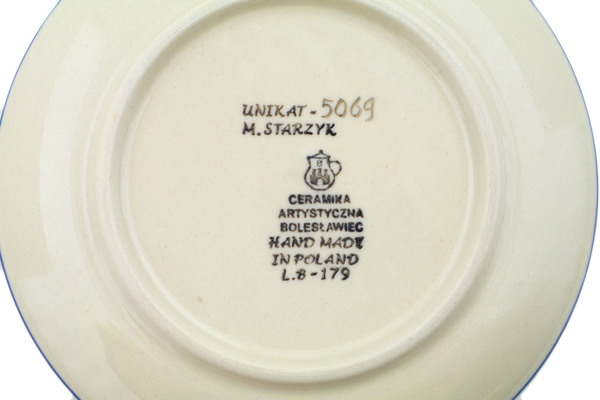 UNIKAT-5069
M. STARZYK
B
CERAMIKA
ARTYSTYCZNA
BOLESŁAWIEC
HAND MADE
IN POLAND
L.B-179